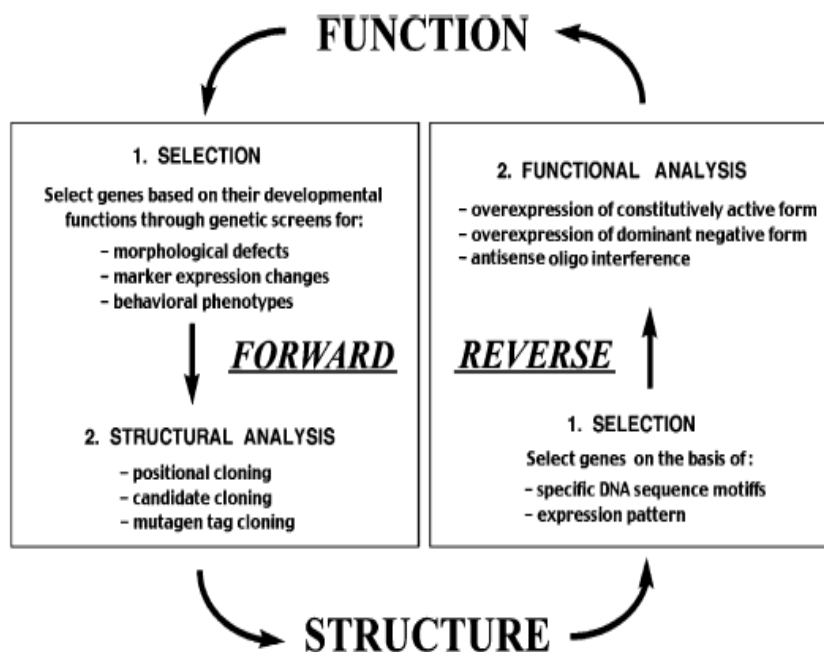 FUNCTION
1. SELECTION
Select genes based on their developmental
functions through genetic screens for:
– morphological defects
– marker expression changes
– behavioral phenotypes
FORWARD
2. STRUCTURAL ANALYSIS
– positional cloning
– candidate cloning
– mutagen tag cloning
2. FUNCTIONAL ANALYSIS
– overexpression of constitutively active form
– overexpression of dominant negative form
– antisense oligo interference
REVERSE
1. SELECTION
Select genes on the basis of :
– specific DNA sequence motiffs
– expression pattern
STRUCTURE